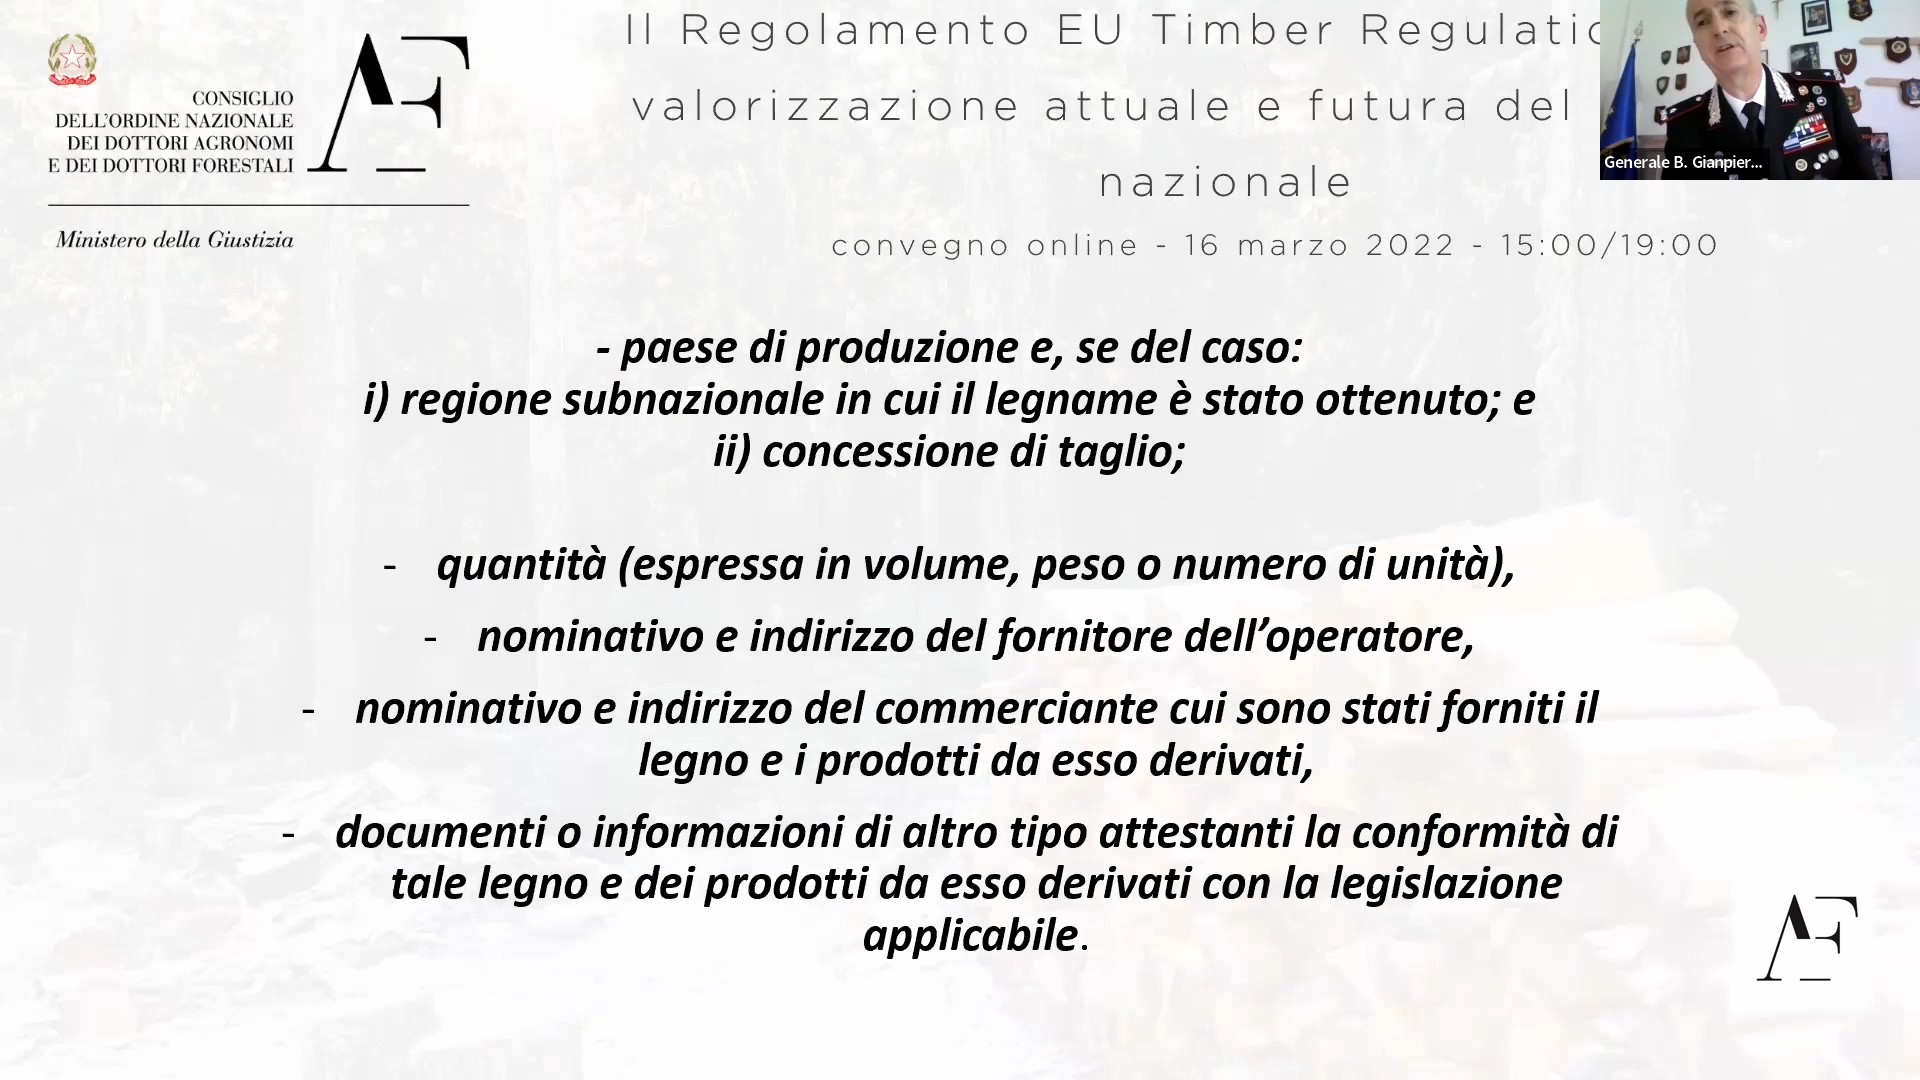 CONSIGLIO
DELL'ORDINE NAZIONALE
DEI DOTTORI AGRONOMI
E DEI DOTTORI FORESTALI
Ministero della Giustizia
AF
Il Regolamento EU Timber Regulatio
valorizzazione attuale e futura del
nazionale
convegno online - 16 marzo 2022 - 15:00/19:00
Generale B. Gianpier...
- paese di produzione e, se del caso:
i) regione subnazionale in cui il legname è stato ottenuto; e
ii) concessione di taglio;
- quantità (espressa in volume, peso o numero di unità),
- nominativo e indirizzo del fornitore dell’operatore,
- nominativo e indirizzo del commerciante cui sono stati forniti il
legno e i prodotti da esso derivati,
- documenti o informazioni di altro tipo attestanti la conformità di
tale legno e dei prodotti da esso derivati con la legislazione
applicabile.
AF